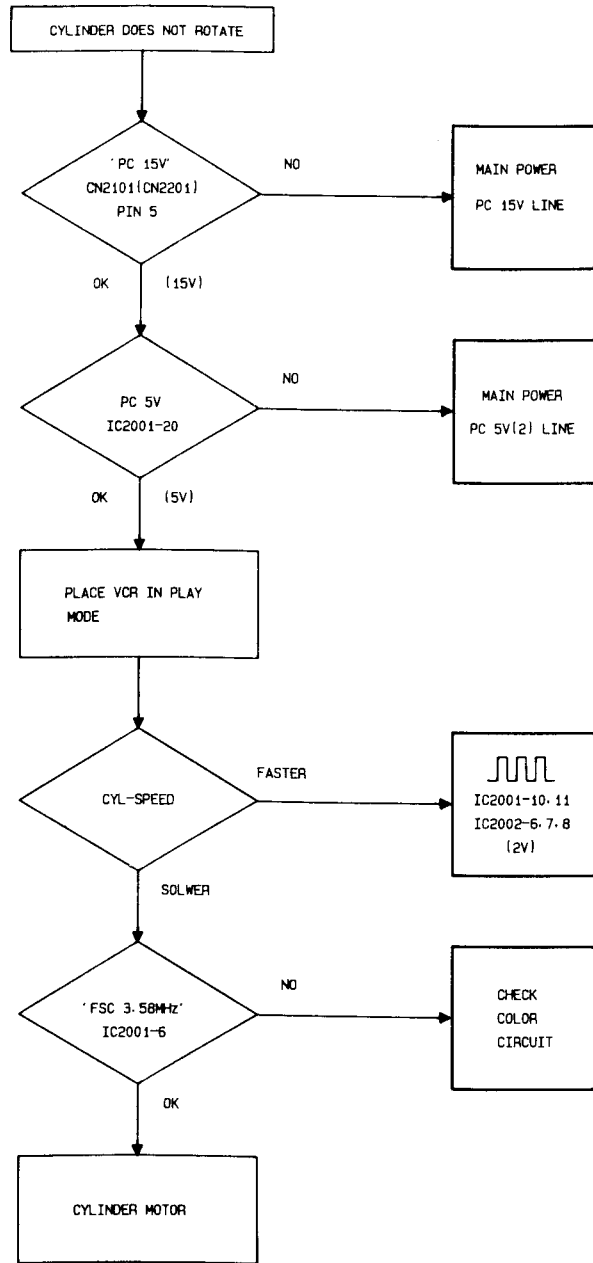 CYLINDER DOES NOT ROTATE
'PC 15V'
CN2101(CN2201)
PIN 5
NO
MAIN POWER
PC 15V LINE
OK (15V)
PC 5V
IC2001-20
NO
MAIN POWER
PC 5V(2) LINE
OK (5V)
PLACE VCR IN PLAY
MODE
CYL-SPEED
FASTER
IC2001-10.11
IC2002-6.7.8
(2V)
SOLWER
'FSC 3.58MHz'
IC2001-6
NO
CHECK
COLOR
CIRCUIT
OK
CYLINDER MOTOR